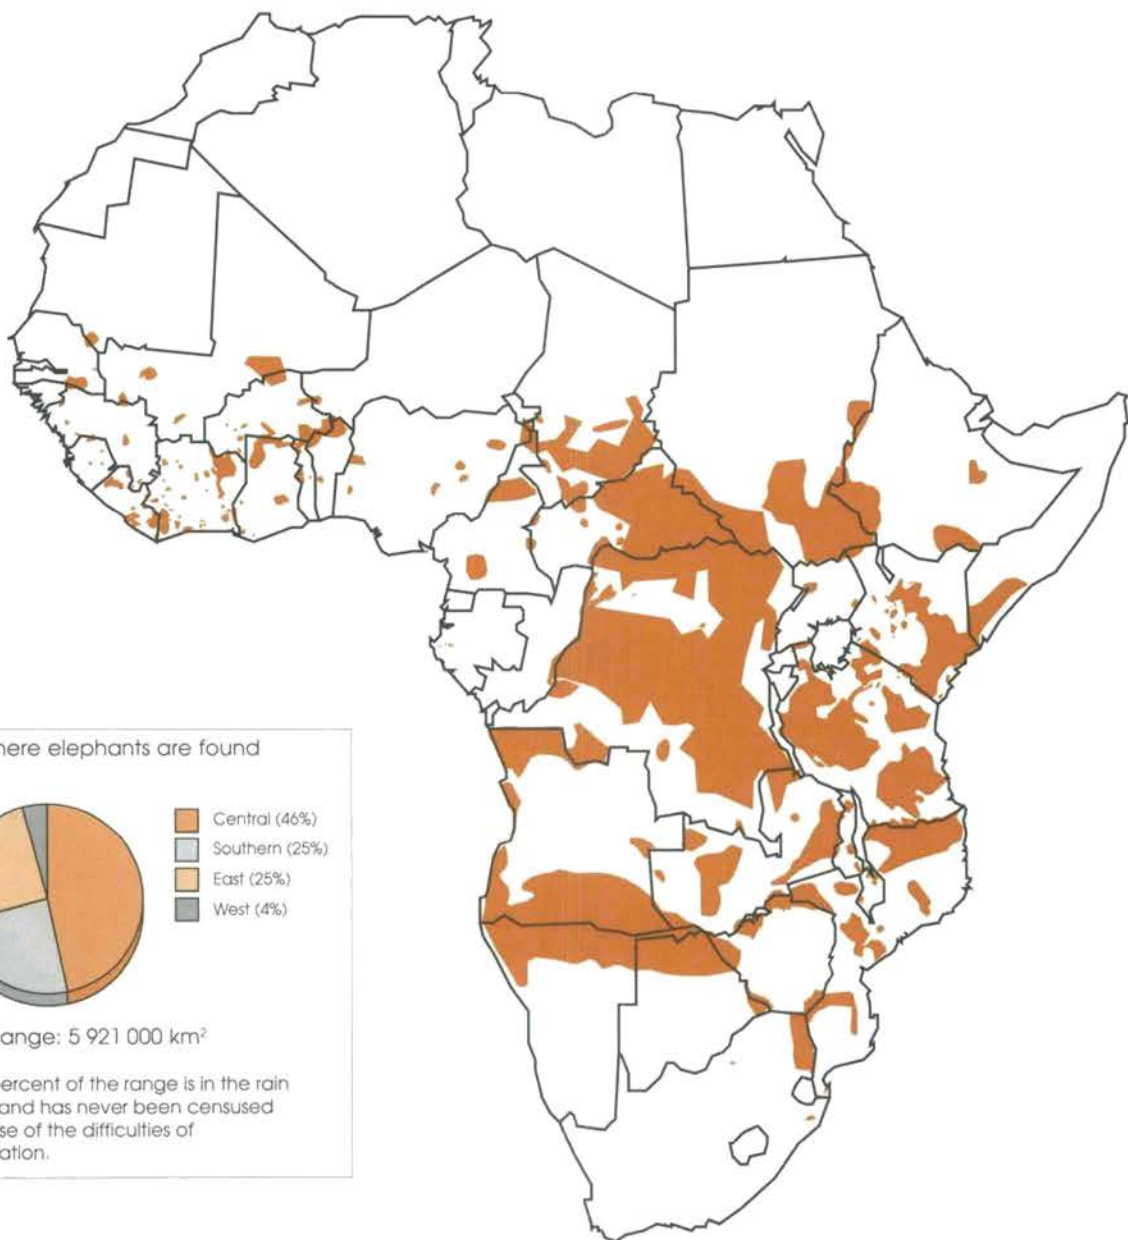 here elephants are found
Central (46%)
Southern (25%)
East (25%)
West (4%)
ange: 5 921 000 km²
ercent of the range is in the rain
and has never been censused
se of the difficulties of
ation.